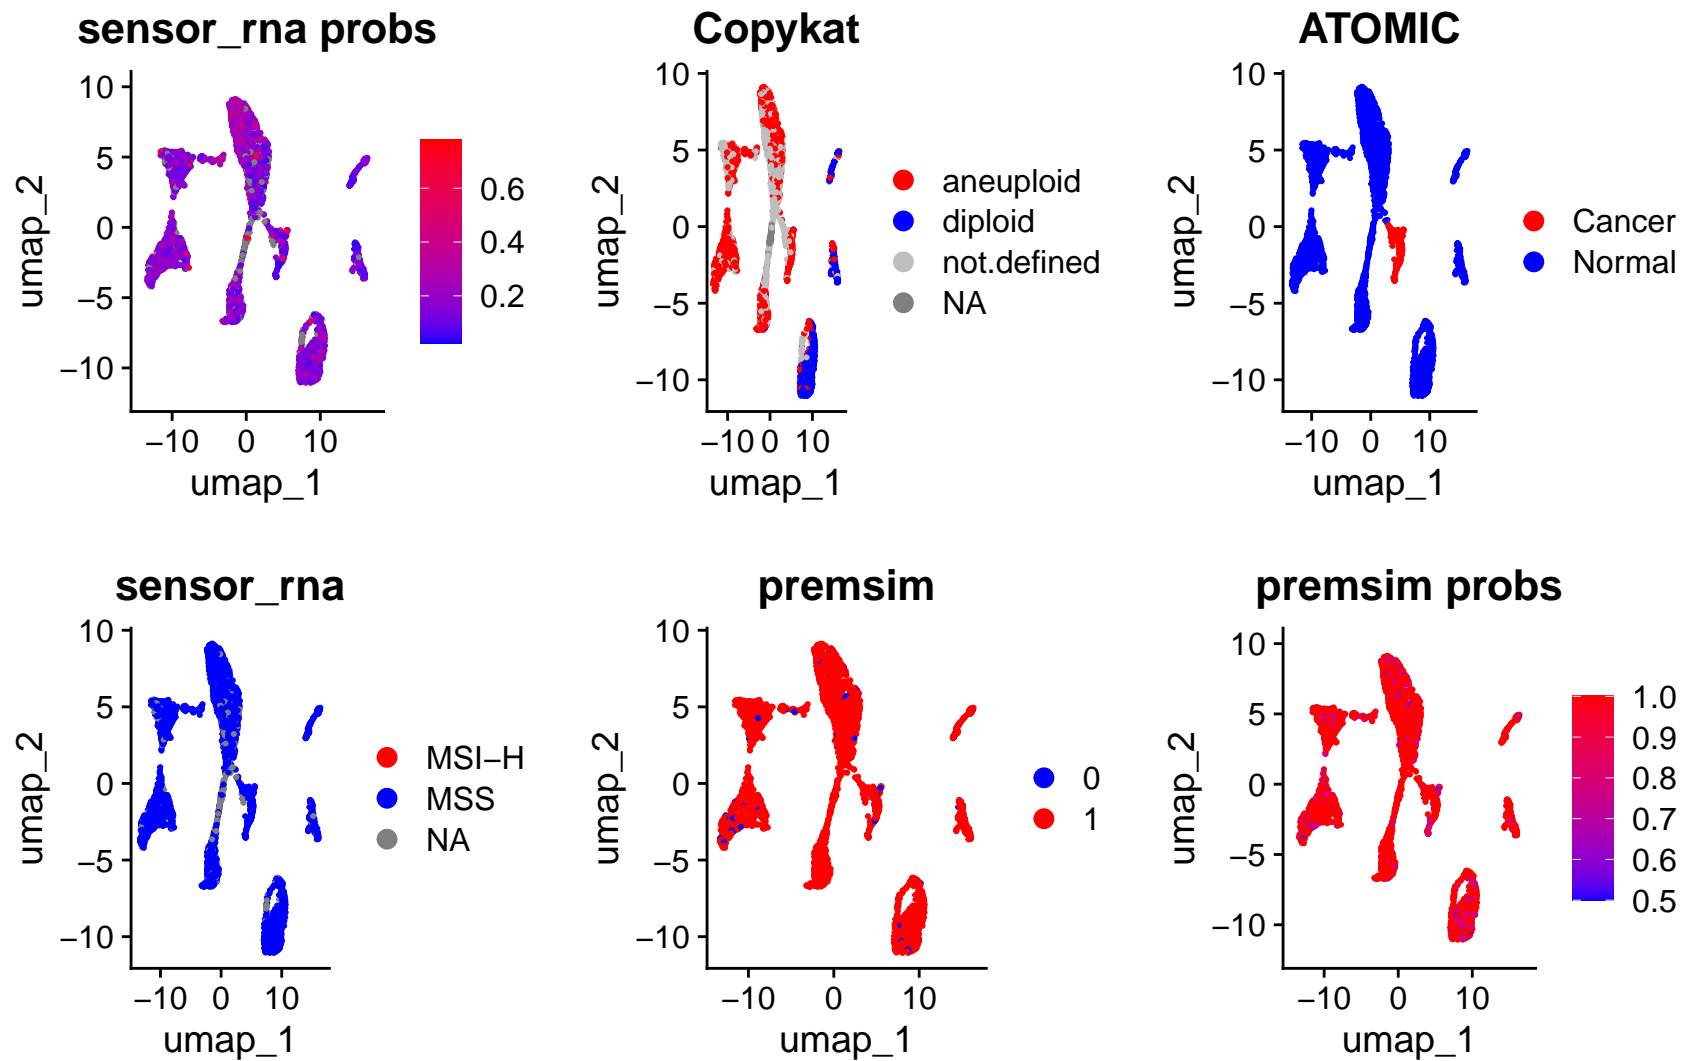 sensor_rna probs
10
5
0
−5
−10
umap_2
−10 0 10
umap_1
0.6
0.4
0.2
Copykat
10
5
0
−5
−10
umap_2
−10 0 10
umap_1
aneuploid
diploid
not.defined
NA
ATOMIC
10
5
0
−5
−10
umap_2
−10 0 10
umap_1
Cancer
Normal
sensor_rna
10
5
0
−5
−10
umap_2
−10 0 10
umap_1
MSI−H
MSS
NA
premsim
10
5
0
−5
−10
umap_2
−10 0 10
umap_1
0
1
premsim probs
10
5
0
−5
−10
umap_2
−10 0 10
umap_1
1.0
0.9
0.8
0.7
0.6
0.5